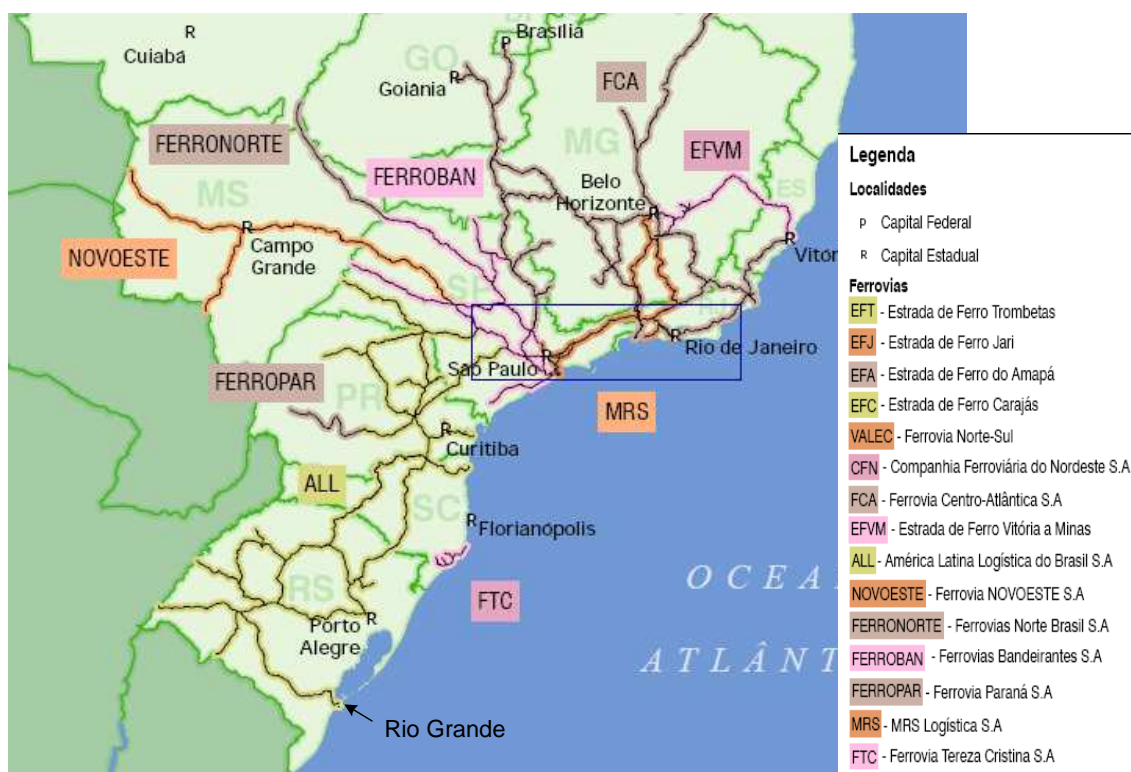 R
Cuiabá
P
Brasília
GO
R
Goiânia
FCA
FERRONORTE
MG
EFVM
FERROBAN
Belo
Horizonte
R
ES
MS
R
Campo
Grande
R
NOVOESTE
SP
RJ
R
R
Rio de Janeiro
São Paulo
FERROPAR
PR
MRS
R
Curitiba
ALL
SC
R
Florianópolis
OCEA
RS
FTC
R
Pôrto
Alegre
ATLÂNT
Rio Grande
Legenda
Localidades
P Capital Federal
R Capital Estadual
Ferrovias
EFT - Estrada de Ferro Trombetas
EFJ - Estrada de Ferro Jari
EFA - Estrada de Ferro do Amapá
EFC - Estrada de Ferro Carajás
VALEC - Ferrovia Norte-Sul
CFN - Companhia Ferroviária do Nordeste S.A
FCA - Ferrovia Centro-Atlântica S.A
EFVM - Estrada de Ferro Vitória a Minas
ALL - América Latina Logística do Brasil S.A
NOVOESTE - Ferrovia NOVOESTE S.A
FERRONORTE - Ferrovias Norte Brasil S.A
FERROBAN - Ferrovias Bandeirantes S.A
FERROPAR - Ferrovia Paraná S.A
MRS - MRS Logística S.A
FTC - Ferrovia Tereza Cristina S.A